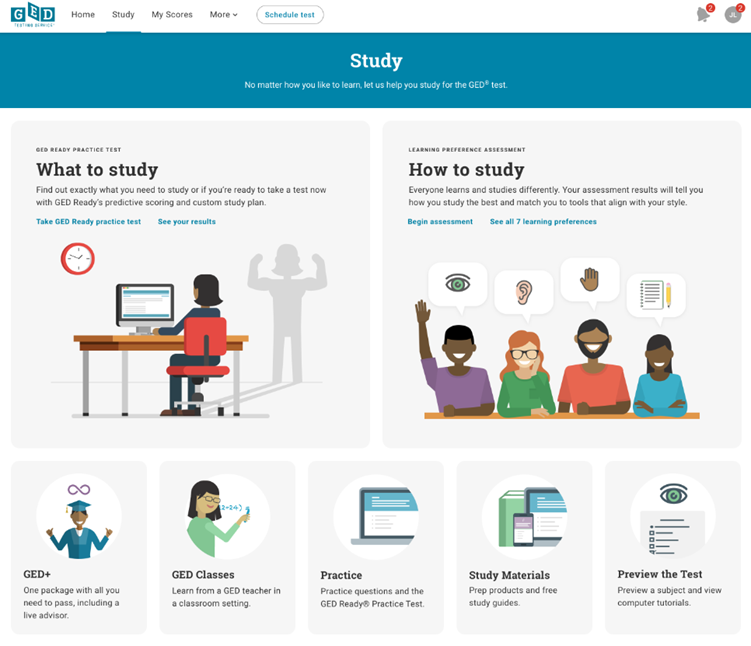 GED
TESTING SERVICE
Home Study My Scores More Schedule test 2 JL 2
Study
No matter how you like to learn, let us help you study for the GED® test.
GED READY PRACTICE TEST
What to study
Find out exactly what you need to study or if you're ready to take a test now
with GED Ready's predictive scoring and custom study plan.
Take GED Ready practice test See your results
LEARNING PREFERENCE ASSESSMENT
How to study
Everyone learns and studies differently. Your assessment results will tell you
how you study the best and match you to tools that align with your style.
Begin assessment See all 7 learning preferences
GED+
One package with all you
need to pass, including a
live advisor.
GED Classes
Learn from a GED teacher in
a classroom setting.
Practice
Practice questions and the
GED Ready® Practice Test.
Study Materials
Prep products and free
study guides.
Preview the Test
Preview a subject and view
computer tutorials.